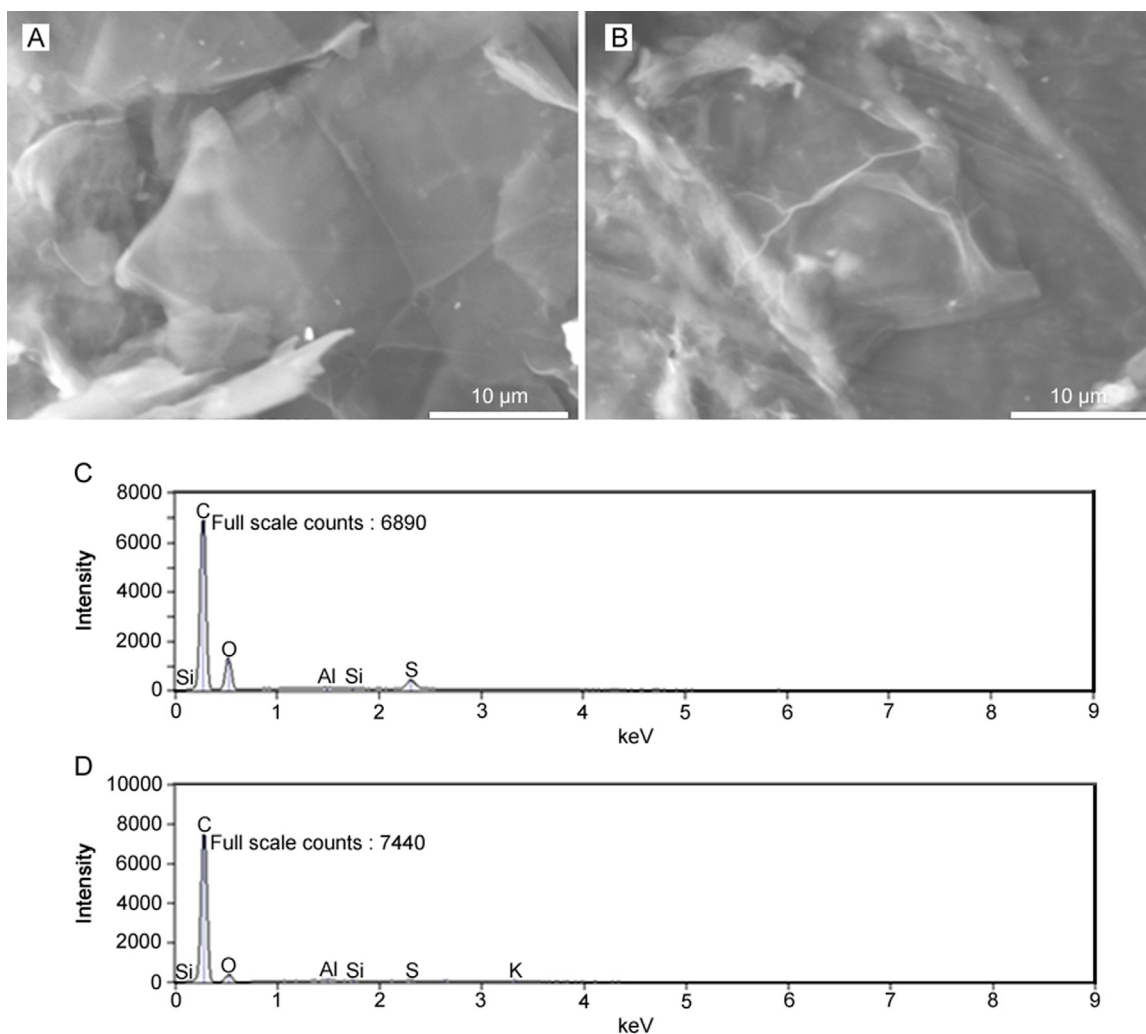 A
B
10 µm
10 µm
C
8000
C
Full scale counts : 6890
6000
Intensity
4000
2000
O
Si
Al
Si
S
0
0 1 2 3 4 5 6 7 8 9
keV
D
10000
8000
C
Full scale counts : 7440
6000
Intensity
4000
2000
Si
O
Al
Si
S
K
0
0 1 2 3 4 5 6 7 8 9
keV